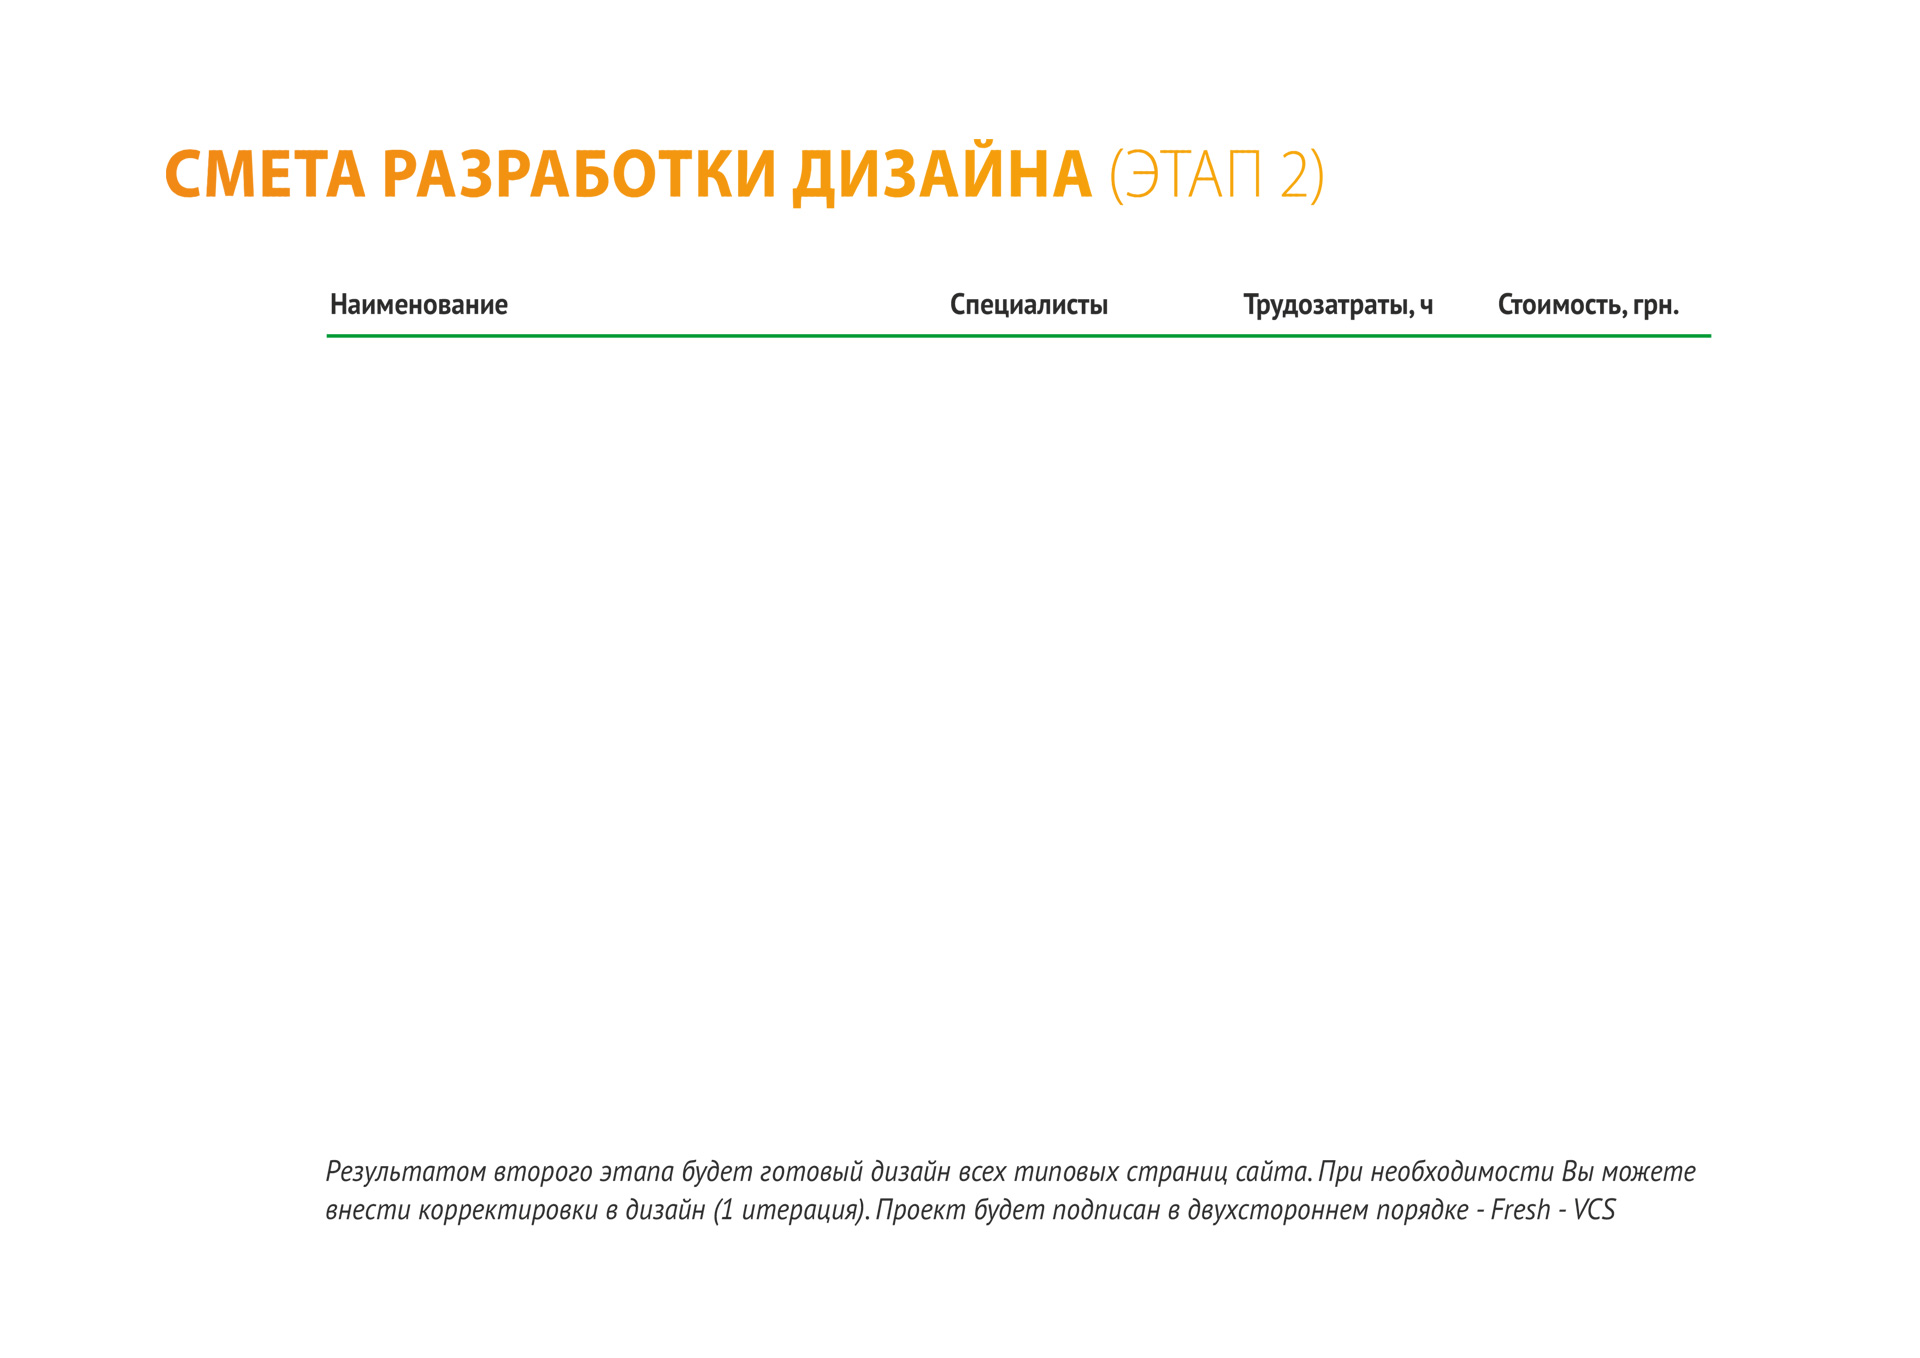 СМЕТА РАЗРАБОТКИ ДИЗАЙНА (ЭТАП 2)
Наименование Специалисты Трудозатраты, ч Стоимость, грн.
Результатом второго этапа будет готовый дизайн всех типовых страниц сайта. При необходимости Вы можете
внести корректировки в дизайн (1 итерация). Проект будет подписан в двухстороннем порядке - Fresh - VCS